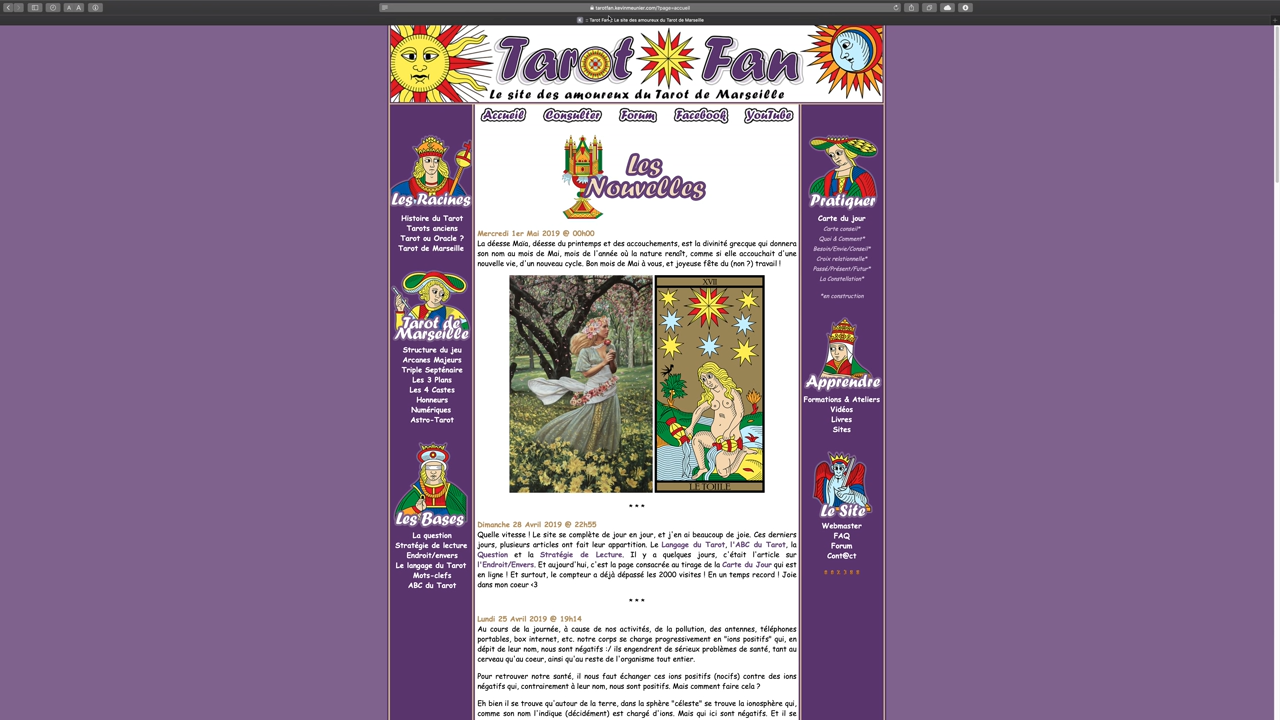 tarotfan.kevinmeunier.com/?page=accueil
:: Tarot Fan :: Le site des amoureux du Tarot de Marseille
Tarot Fan
Le site des amoureux du Tarot de Marseille
Accueil Consulter Forum Facebook YouTube
Les Racines
Histoire du Tarot
Tarots anciens
Tarot ou Oracle ?
Tarot de Marseille
Tarot de Marseille
Structure du jeu
Arcanes Majeurs
Triple Septénaire
Les 3 Plans
Les 4 Castes
Honneurs
Numériques
Astro-Tarot
Les Bases
La question
Stratégie de lecture
Endroit/envers
Le langage du Tarot
Mots-clefs
ABC du Tarot
Les Nouvelles
Mercredi 1er Mai 2019 @ 00h00
La déesse Maïa, déesse du printemps et des accouchements, est la divinité grecque qui donnera
son nom au mois de Mai, mois de l'année où la nature renaît, comme si elle accouchait d'une
nouvelle vie, d'un nouveau cycle. Bon mois de Mai à vous, et joyeuse fête du (non ?) travail !
XVII
LE TOILLE
* * *
Dimanche 28 Avril 2019 @ 22h55
Quelle vitesse ! Le site se complète de jour en jour, et j'en ai beaucoup de joie. Ces derniers
jours, plusieurs articles ont fait leur appartition. Le Langage du Tarot, l'ABC du Tarot, la
Question et la Stratégie de Lecture. Il y a quelques jours, c'était l'article sur
l'Endroit/Envers. Et aujourd'hui, c'est la page consacrée au tirage de la Carte du Jour qui est
en ligne ! Et surtout, le compteur a déjà dépassé les 2000 visites ! En un temps record ! Joie
dans mon coeur <3
* * *
Lundi 25 Avril 2019 @ 19h14
Au cours de la journée, à cause de nos activités, de la pollution, des antennes, téléphones
portables, box internet, etc. notre corps se charge progressivement en "ions positifs" qui, en
dépit de leur nom, nous sont négatifs :/ ils engendrent de sérieux problèmes de santé, tant au
cerveau qu'au coeur, ainsi qu'au reste de l'organisme tout entier.
Pour retrouver notre santé, il nous faut échanger ces ions positifs (nocifs) contre des ions
négatifs qui, contrairement à leur nom, nous sont positifs. Mais comment faire cela ?
Eh bien il se trouve qu'autour de la terre, dans la sphère "céleste" se trouve la ionosphère qui,
comme son nom l'indique (décidément) est chargé d'ions. Mais qui ici sont négatifs. Et il se
Pratiquer
Carte du jour
Carte conseil*
Quoi & Comment*
Besoin/Envie/Conseil*
Croix relationnelle*
Passé/Présent/Futur*
La Constellation*
*en construction
Apprendre
Formations & Ateliers
Vidéos
Livres
Sites
Le Site
Webmaster
FAQ
Forum
Cont@ct